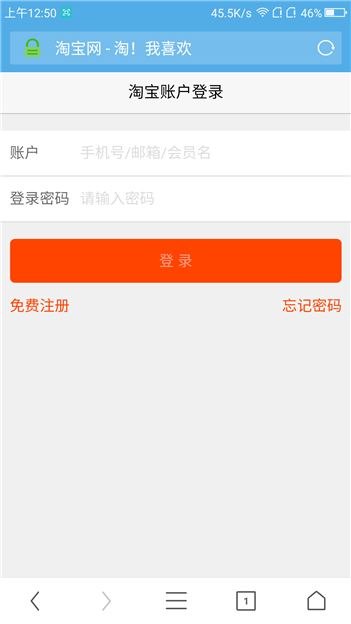 上午12:50 45.5K/s 46%
淘宝网 - 淘！我喜欢
淘宝账户登录
账户 手机号/邮箱/会员名
登录密码 请输入密码
登 录
免费注册 忘记密码
1